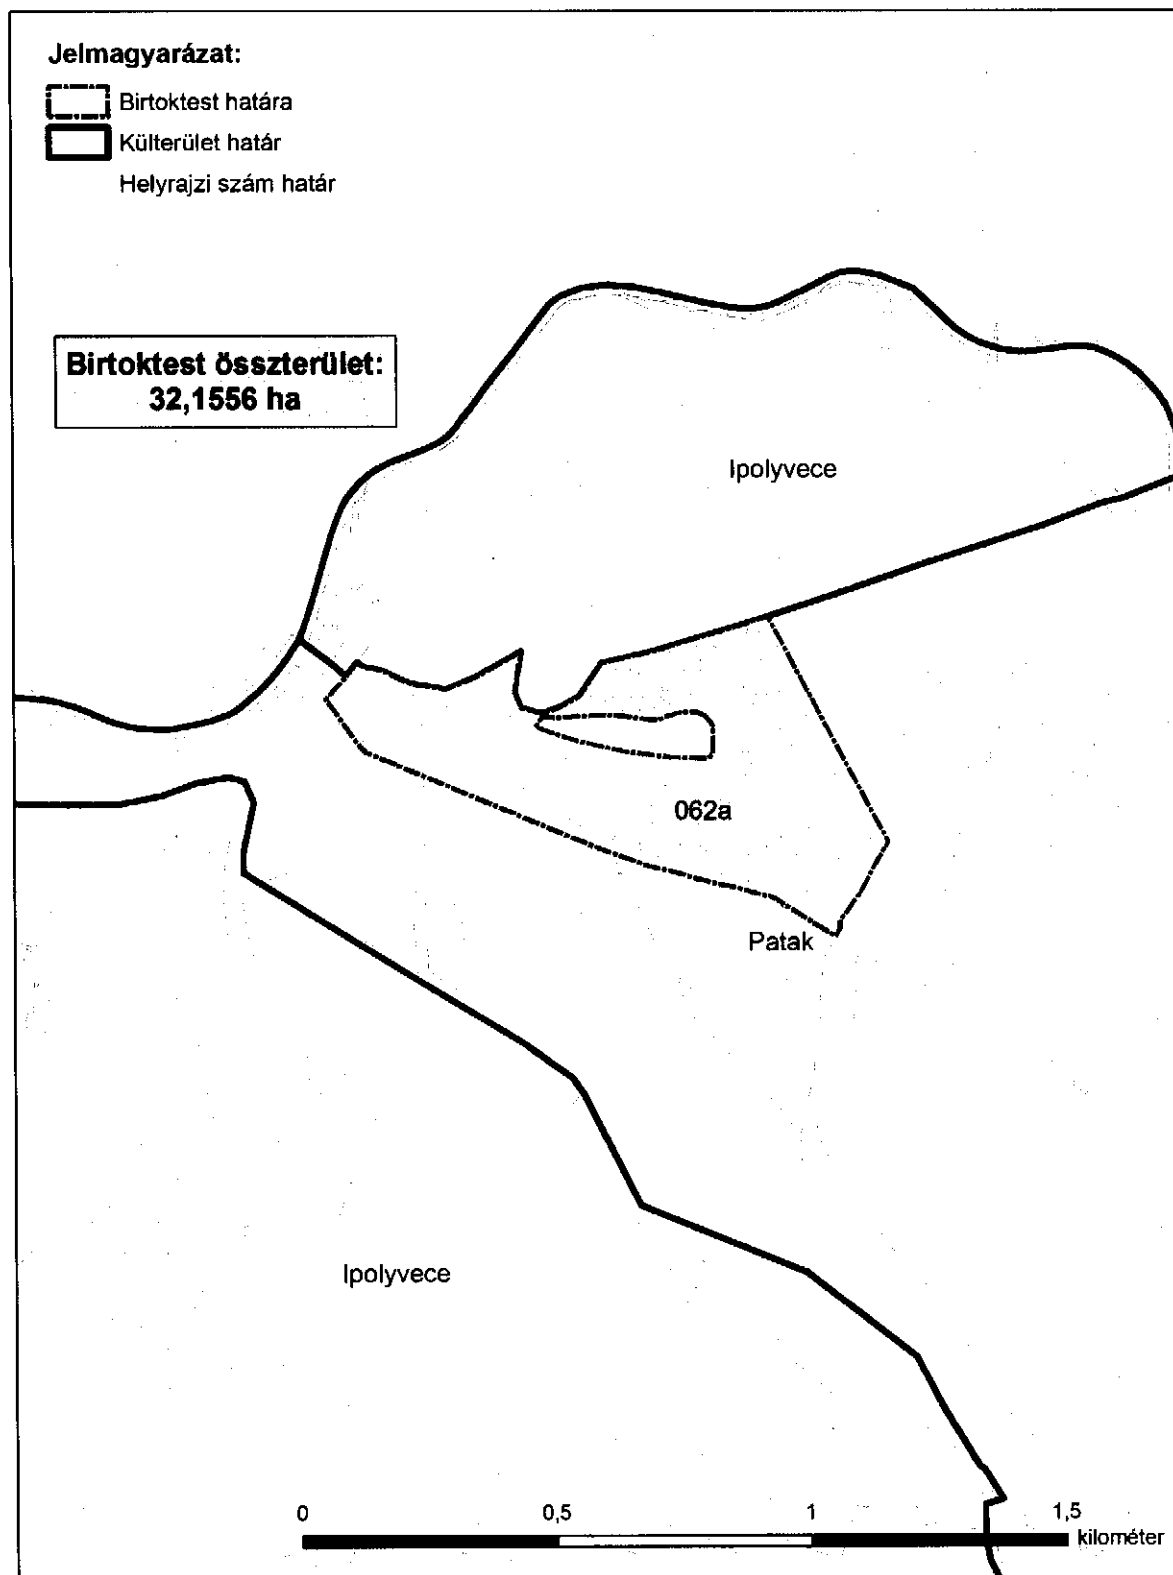 Jelmagyarázat:
Birtoktest határa
Külterület határ
Helyrajzi szám határ
Birtoktest összterület:
32,1556 ha
Ipolyvece
062a
Patak
Ipolyvece
0 0,5 1 1,5
kilométer